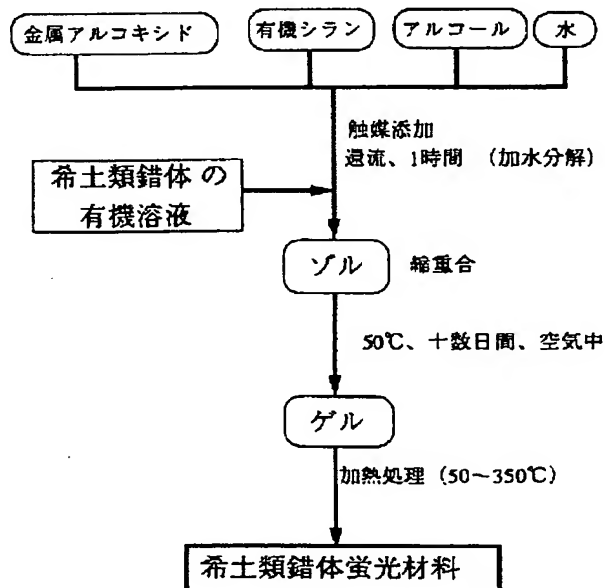 金属アルコキシド 有機シラン アルコール 水
触媒添加
還流、1時間 (加水分解)
希土類錯体の
有機溶液
ゾル 縮重合
50℃、十数日間、空気中
ゲル
加熱処理 (50~350℃)
希土類錯体蛍光材料